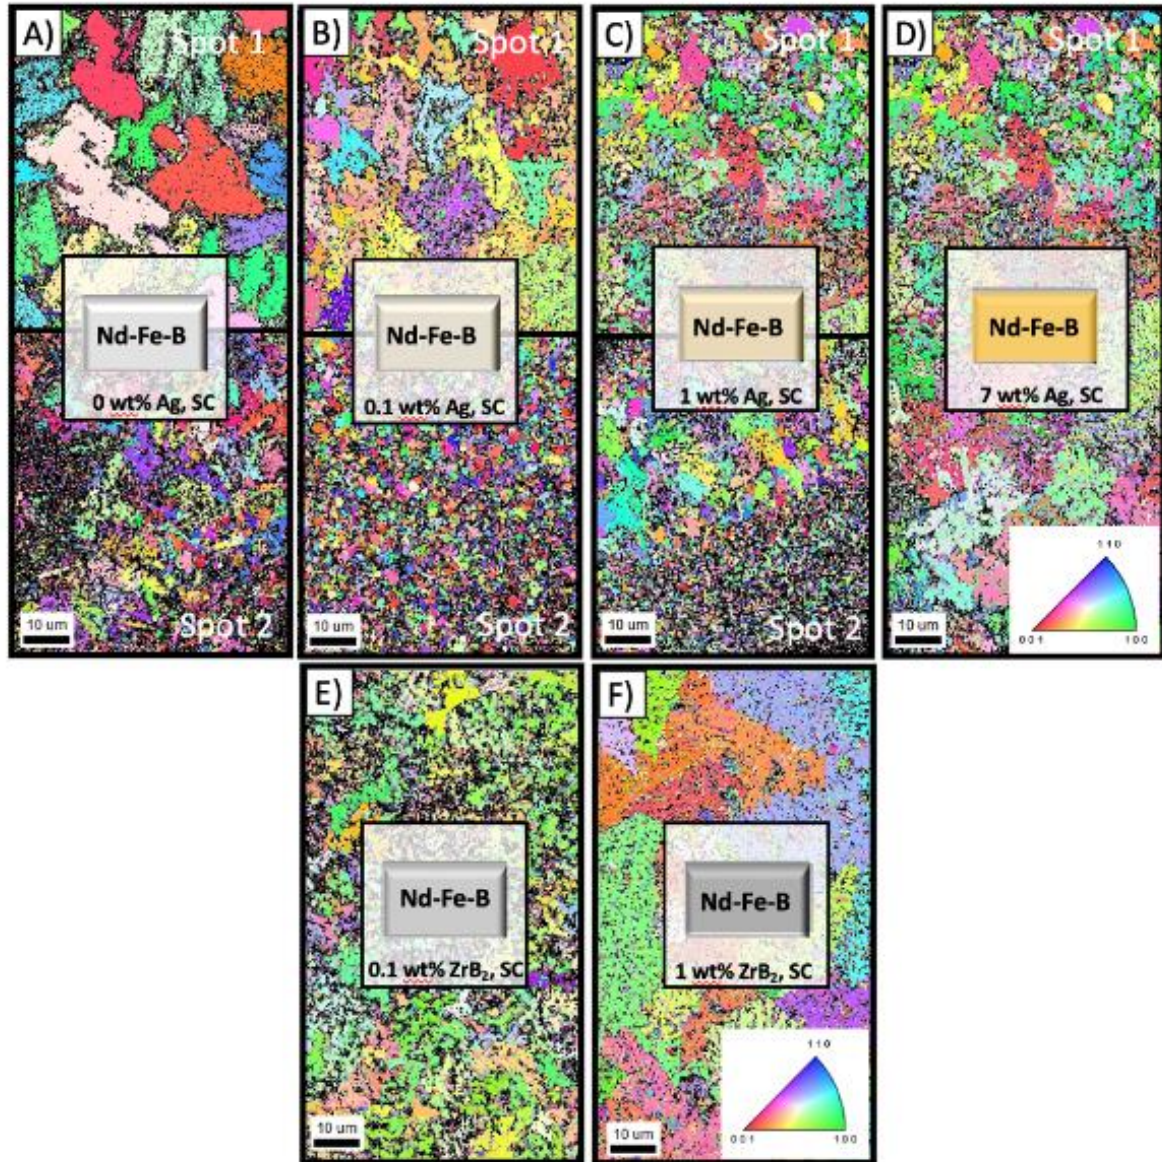 A)
Spot 1
Nd-Fe-B
0 wt% Ag, SC
10 um
Spot 2
B)
Spot 1
Nd-Fe-B
0.1 wt% Ag, SC
10 um
Spot 2
C)
Spot 1
Nd-Fe-B
1 wt% Ag, SC
10 um
Spot 2
D)
Spot 1
Nd-Fe-B
7 wt% Ag, SC
10 um
110
001 100
E)
Nd-Fe-B
0.1 wt% ZrB₂, SC
10 um
F)
Nd-Fe-B
1 wt% ZrB₂, SC
10 um
110
001 100